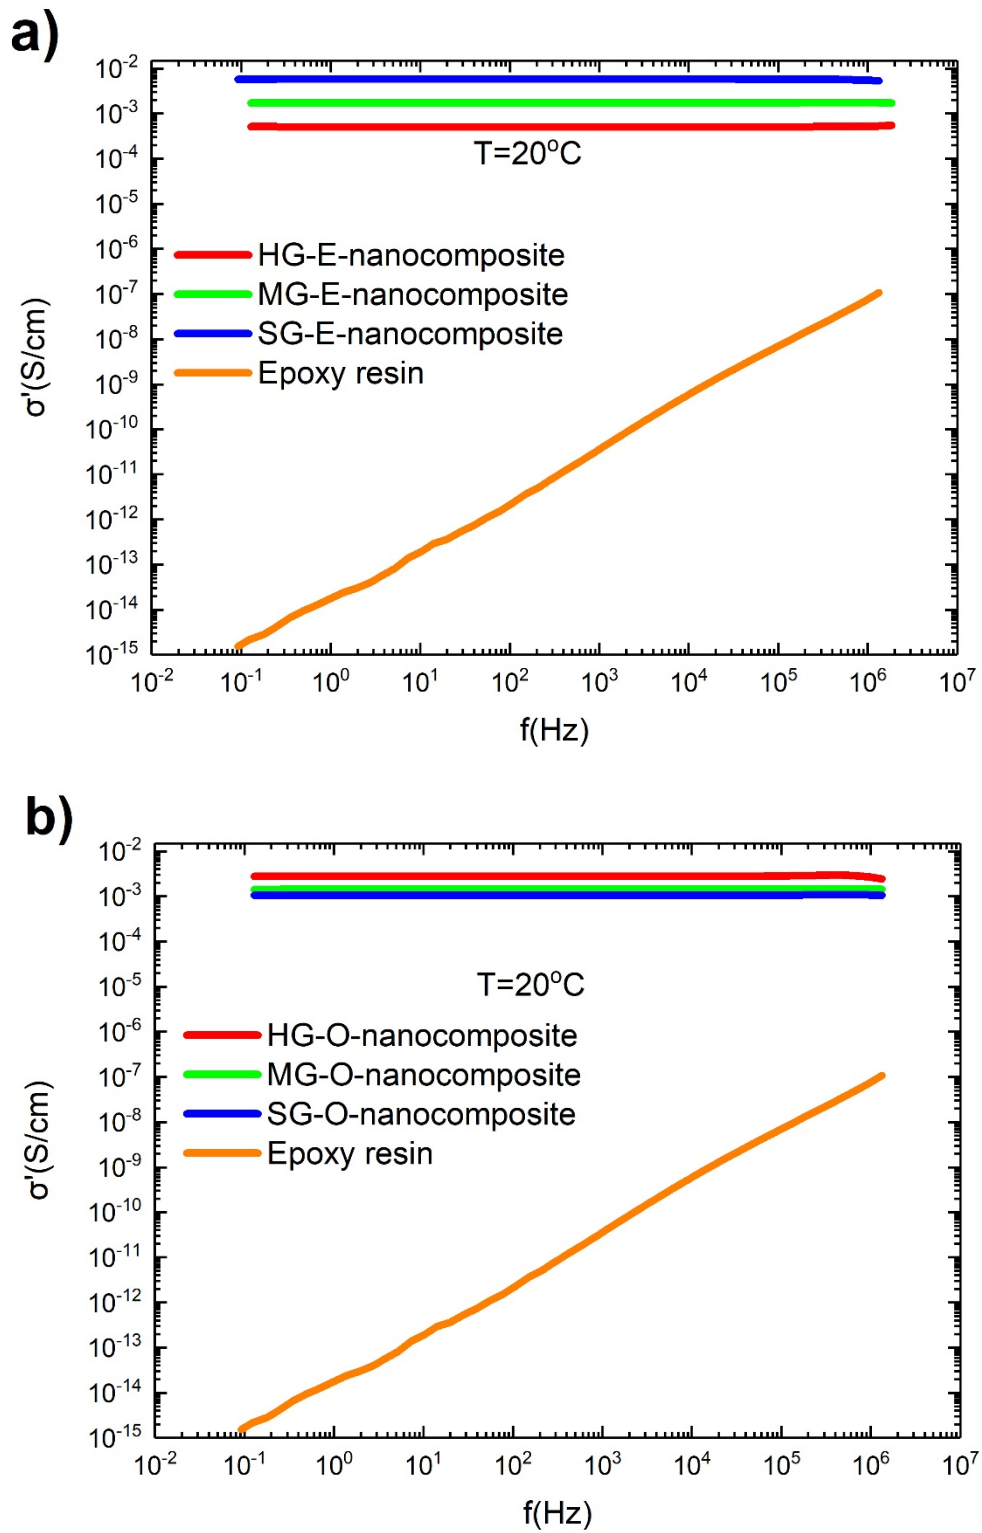 a)
10⁻²
10⁻³
10⁻⁴
10⁻⁵
10⁻⁶
10⁻⁷
10⁻⁸
10⁻⁹
10⁻¹⁰
10⁻¹¹
10⁻¹²
10⁻¹³
10⁻¹⁴
10⁻¹⁵
σ'(S/cm)
T=20°C
HG-E-nanocomposite
MG-E-nanocomposite
SG-E-nanocomposite
Epoxy resin
10⁻² 10⁻¹ 10⁰ 10¹ 10² 10³ 10⁴ 10⁵ 10⁶ 10⁷
f(Hz)
b)
10⁻²
10⁻³
10⁻⁴
10⁻⁵
10⁻⁶
10⁻⁷
10⁻⁸
10⁻⁹
10⁻¹⁰
10⁻¹¹
10⁻¹²
10⁻¹³
10⁻¹⁴
10⁻¹⁵
σ'(S/cm)
T=20°C
HG-O-nanocomposite
MG-O-nanocomposite
SG-O-nanocomposite
Epoxy resin
10⁻² 10⁻¹ 10⁰ 10¹ 10² 10³ 10⁴ 10⁵ 10⁶ 10⁷
f(Hz)